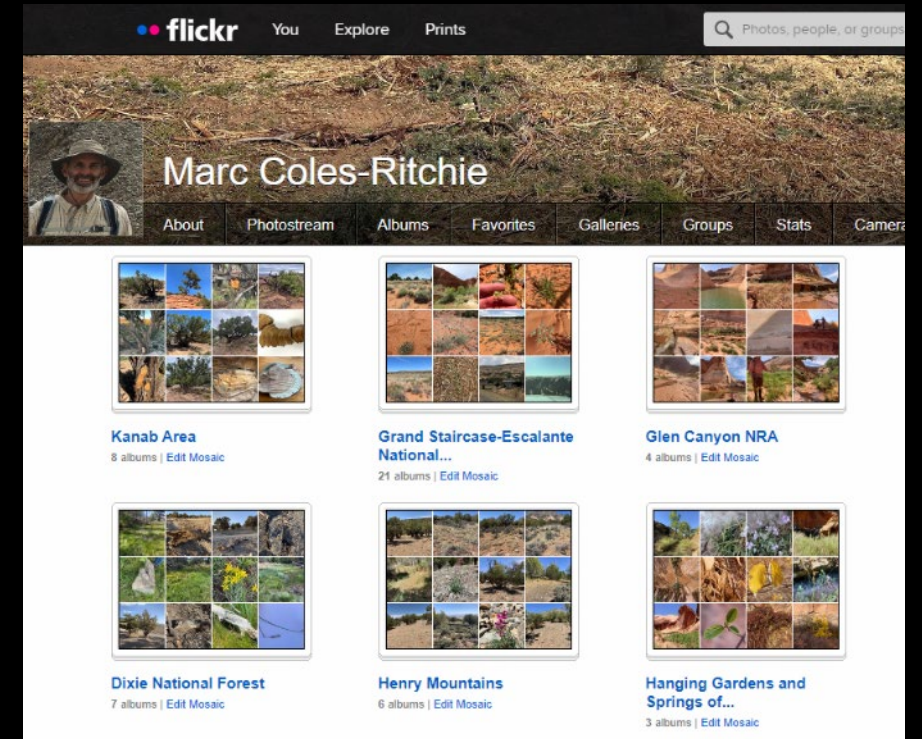 flickr You Explore Prints Photos, people, or groups
Marc Coles-Ritchie
About Photostream Albums Favorites Galleries Groups Stats Camera
Kanab Area
8 albums | Edit Mosaic
Grand Staircase-Escalante
National...
21 albums | Edit Mosaic
Glen Canyon NRA
4 albums | Edit Mosaic
Dixie National Forest
7 albums | Edit Mosaic
Henry Mountains
6 albums | Edit Mosaic
Hanging Gardens and
Springs of...
3 albums | Edit Mosaic